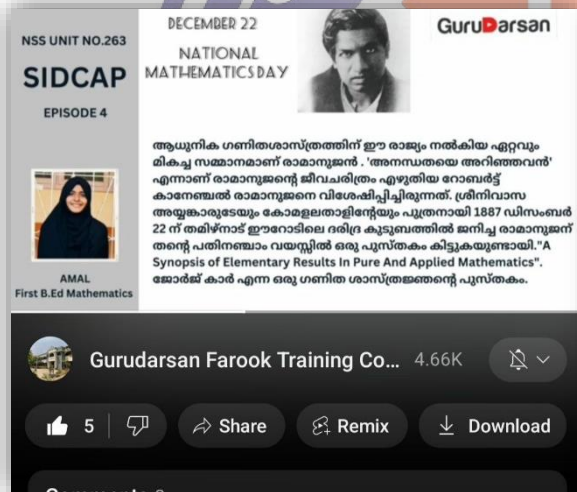 NSS UNIT NO.263
SIDCAP
EPISODE 4
AMAL
First B.Ed Mathematics
DECEMBER 22
NATIONAL
MATHEMATICS DAY
GuruDarsan
ആധുനിക ഗണിതശാസ്ത്രത്തിന് ഈ രാജ്യം നൽകിയ ഏറ്റവും
മികച്ച സമ്മാനമാണ് രാമാനുജൻ . 'അനന്തതയെ അറിഞ്ഞവൻ'
എന്നാണ് രാമാനുജന്റെ ജീവചരിത്രം എഴുതിയ റോബർട്ട്
കാനേഞ്ചൽ രാമാനുജനെ വിശേഷിപ്പിച്ചിരുന്നത്. ശ്രീനിവാസ
അയ്യങ്കാരുടേയും കോമളലതാളിന്റേയും പുത്രനായി 1887 ഡിസംബർ
22 ന് തമിഴ്നാട് ഈറോടിലെ ദരിദ്ര കുടുബത്തിൽ ജനിച്ച രാമാനുജന്
തന്റെ പതിനഞ്ചാം വയസ്സിൽ ഒരു പുസ്തകം കിട്ടുകയുണ്ടായി."A
Synopsis of Elementary Results In Pure And Applied Mathematics".
ജോർജ് കാർ എന്ന ഒരു ഗണിത ശാസ്ത്രജ്ഞന്റെ പുസ്തകം.
Gurudarsan Farook Training Co... 4.66K
5 Share Remix Download